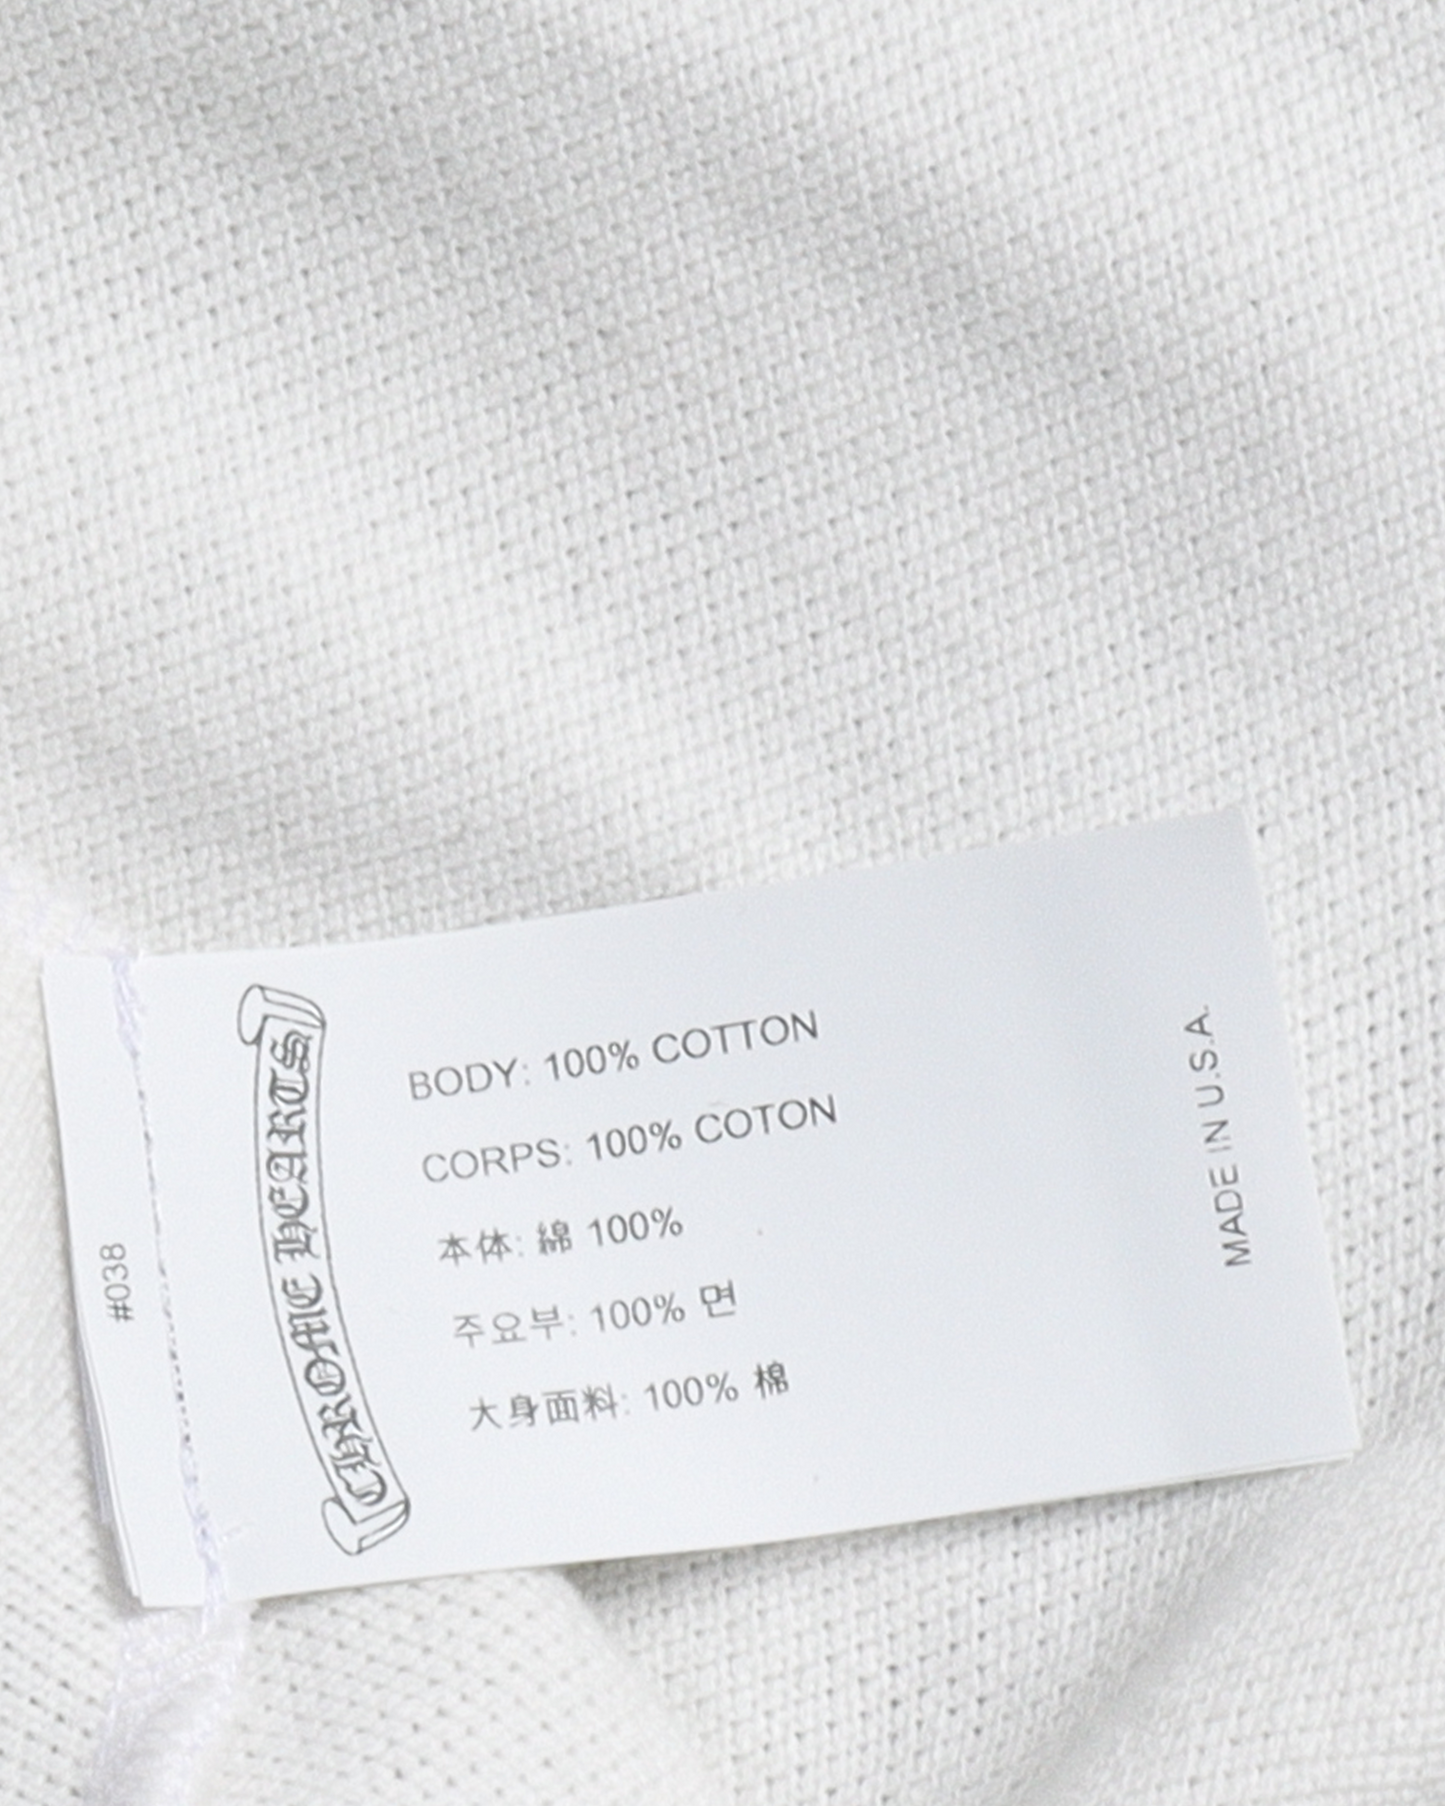 #038
CHROME HEARTS
BODY: 100% COTTON
CORPS: 100% COTON
本体: 綿 100%
주요부: 100% 면
大身面料: 100% 棉
MADE IN U.S.A.